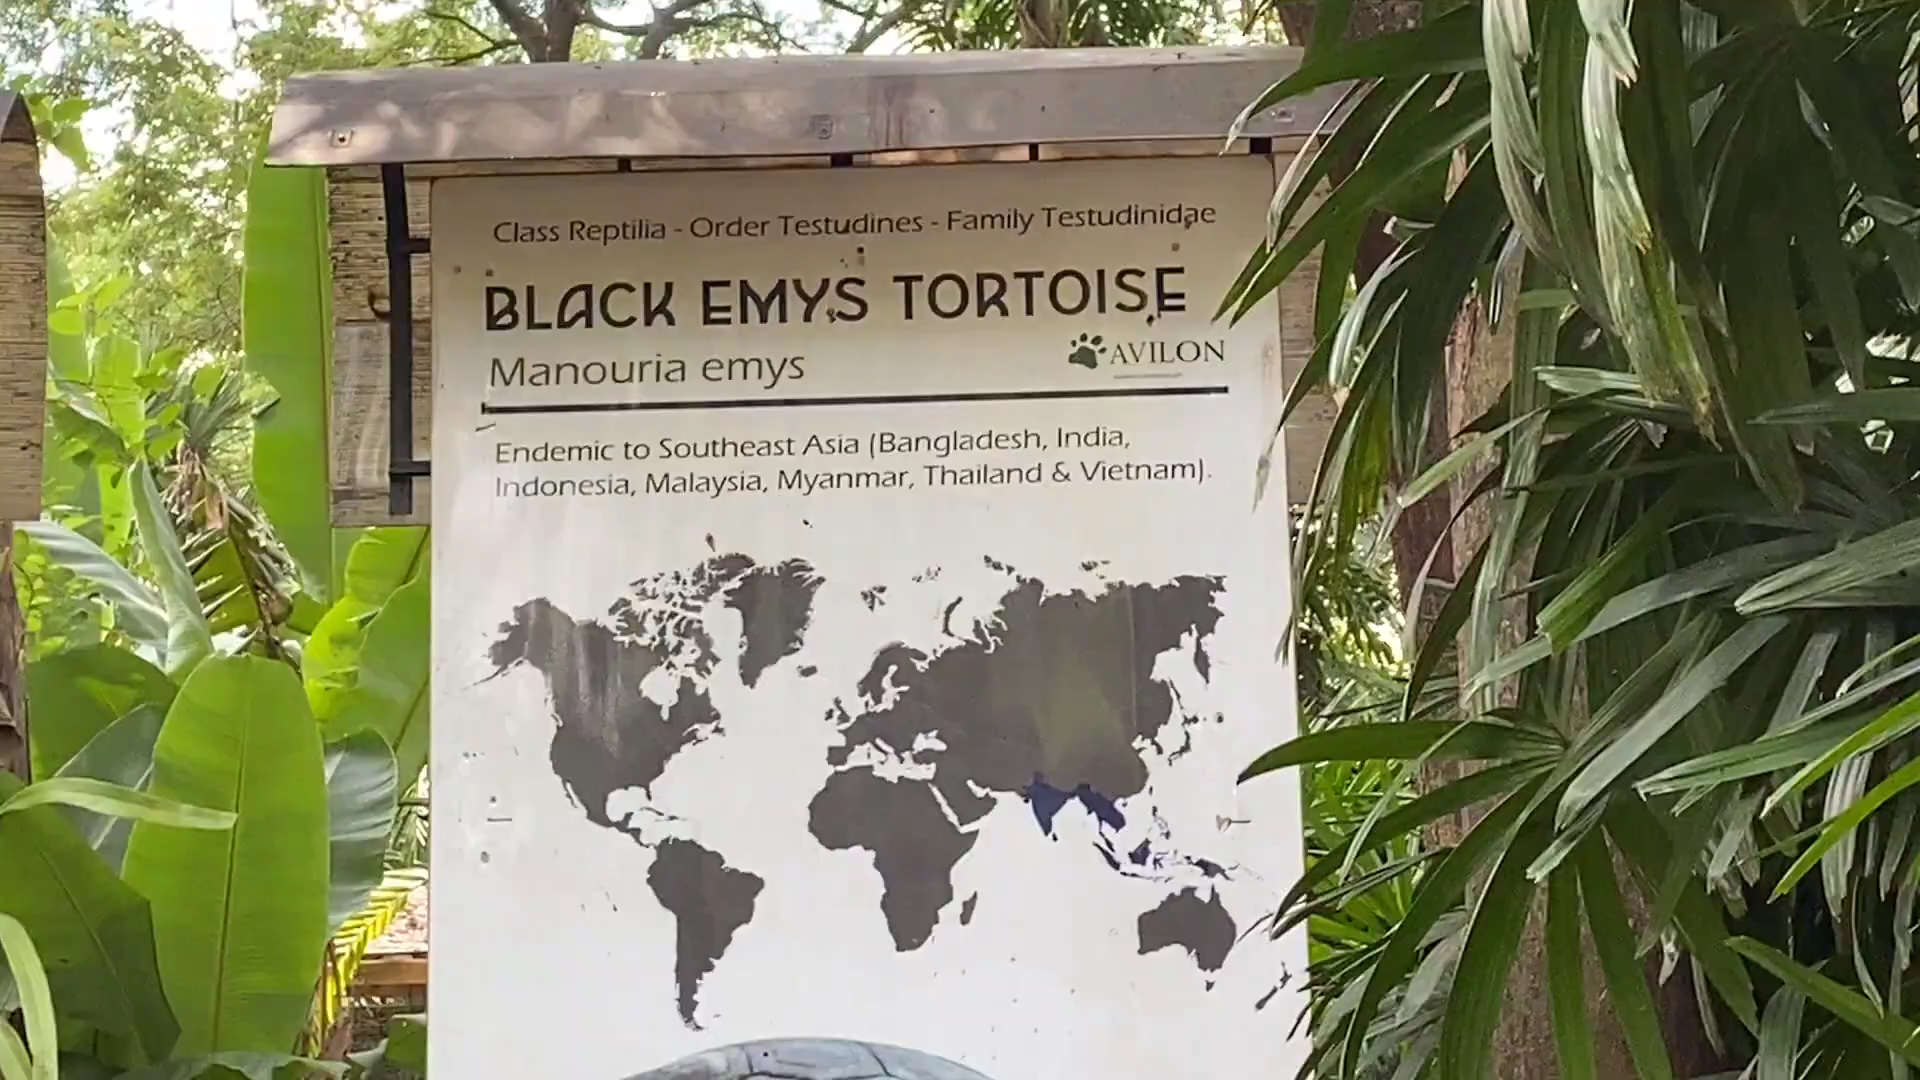 Class Reptilia - Order Testudines - Family Testudinidae
BLACK EMYS TORTOISE
Manouria emys
AVILON
Endemic to Southeast Asia (Bangladesh, India,
Indonesia, Malaysia, Myanmar, Thailand & Vietnam).